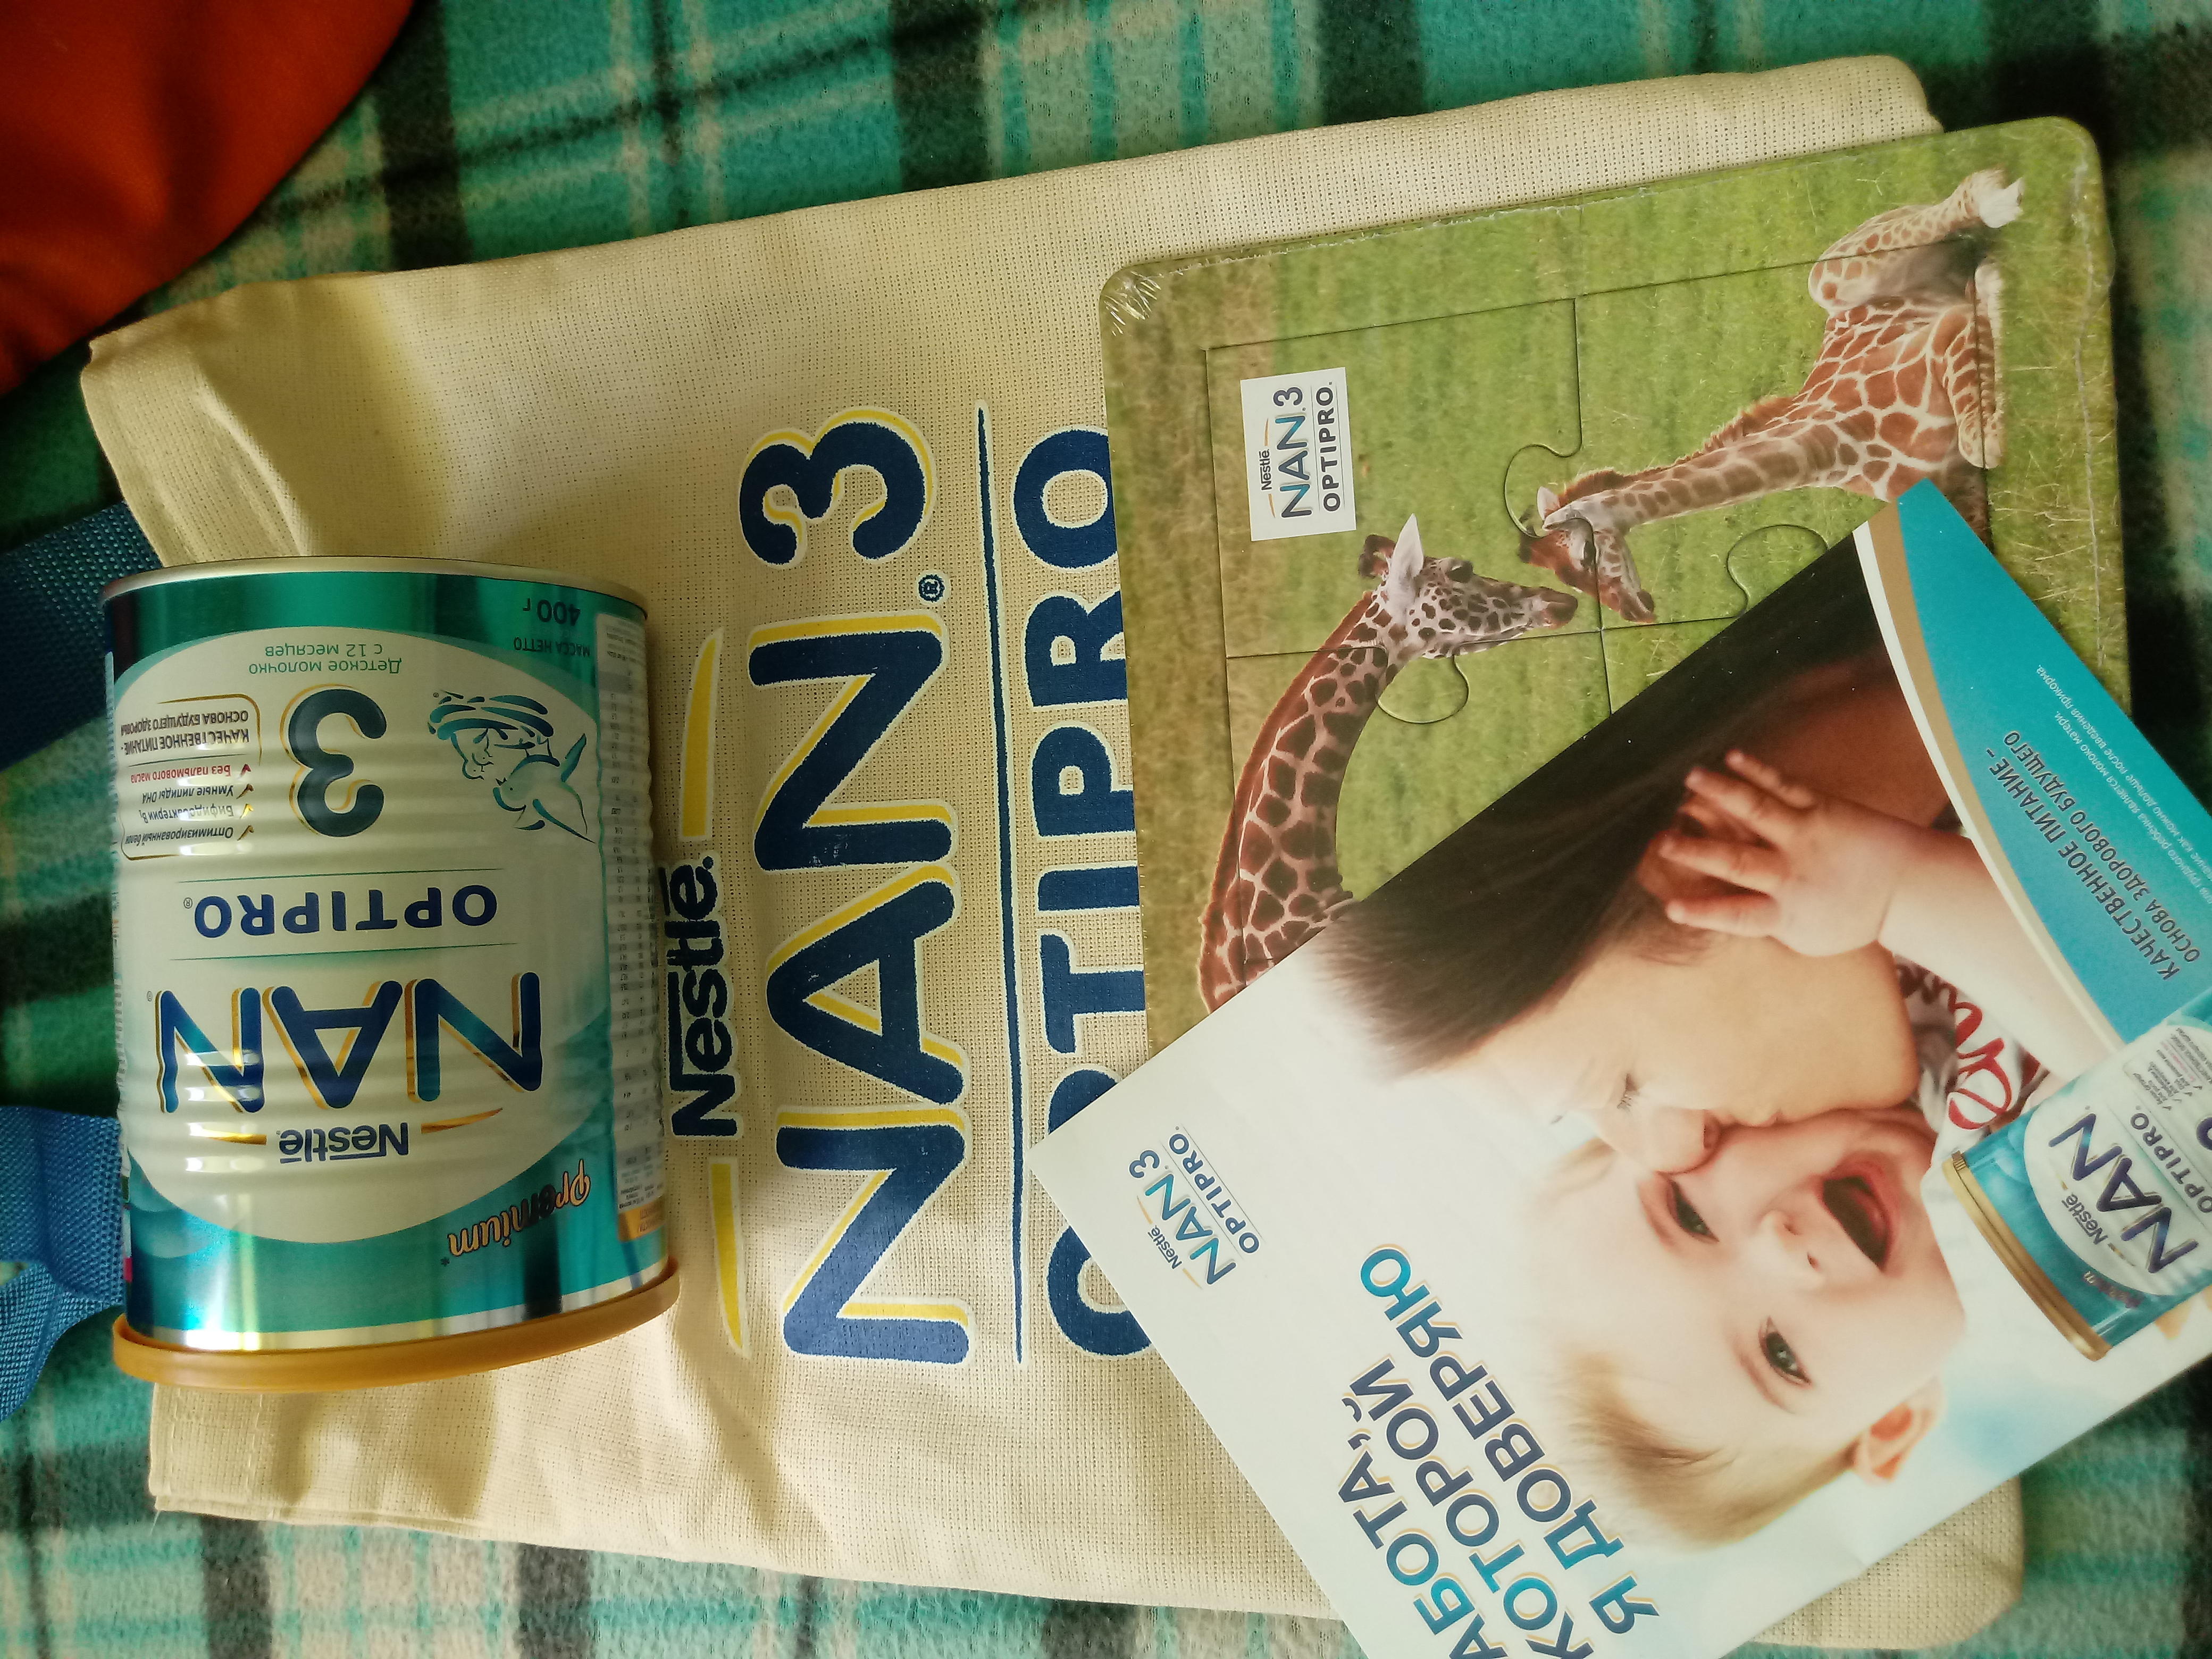 Premium*
Nestlé
NAN®
OPTIPRO®
3
Оптимизированный белок
Бифидобактерии BL
Умные липиды DHA
Без пальмового масла
КАЧЕСТВЕННОЕ ПИТАНИЕ -
ОСНОВА БУДУЩЕГО ЗДОРОВЬЯ
Детское молочко
с 12 месяцев
МАССА НЕТТО
400 г
Nestlé.
NAN®3
OPTIPRO
Nestlé.
NAN.3
OPTIPRO.
Nestlé
NAN.3
OPTIPRO.
АБОТА,
КОТОРОЙ
Я ДОВЕРЯЮ
КАЧЕСТВЕННОЕ ПИТАНИЕ –
ОСНОВА ЗДОРОВОГО БУДУЩЕГО
Nestlé
NAN
OPTIPRO